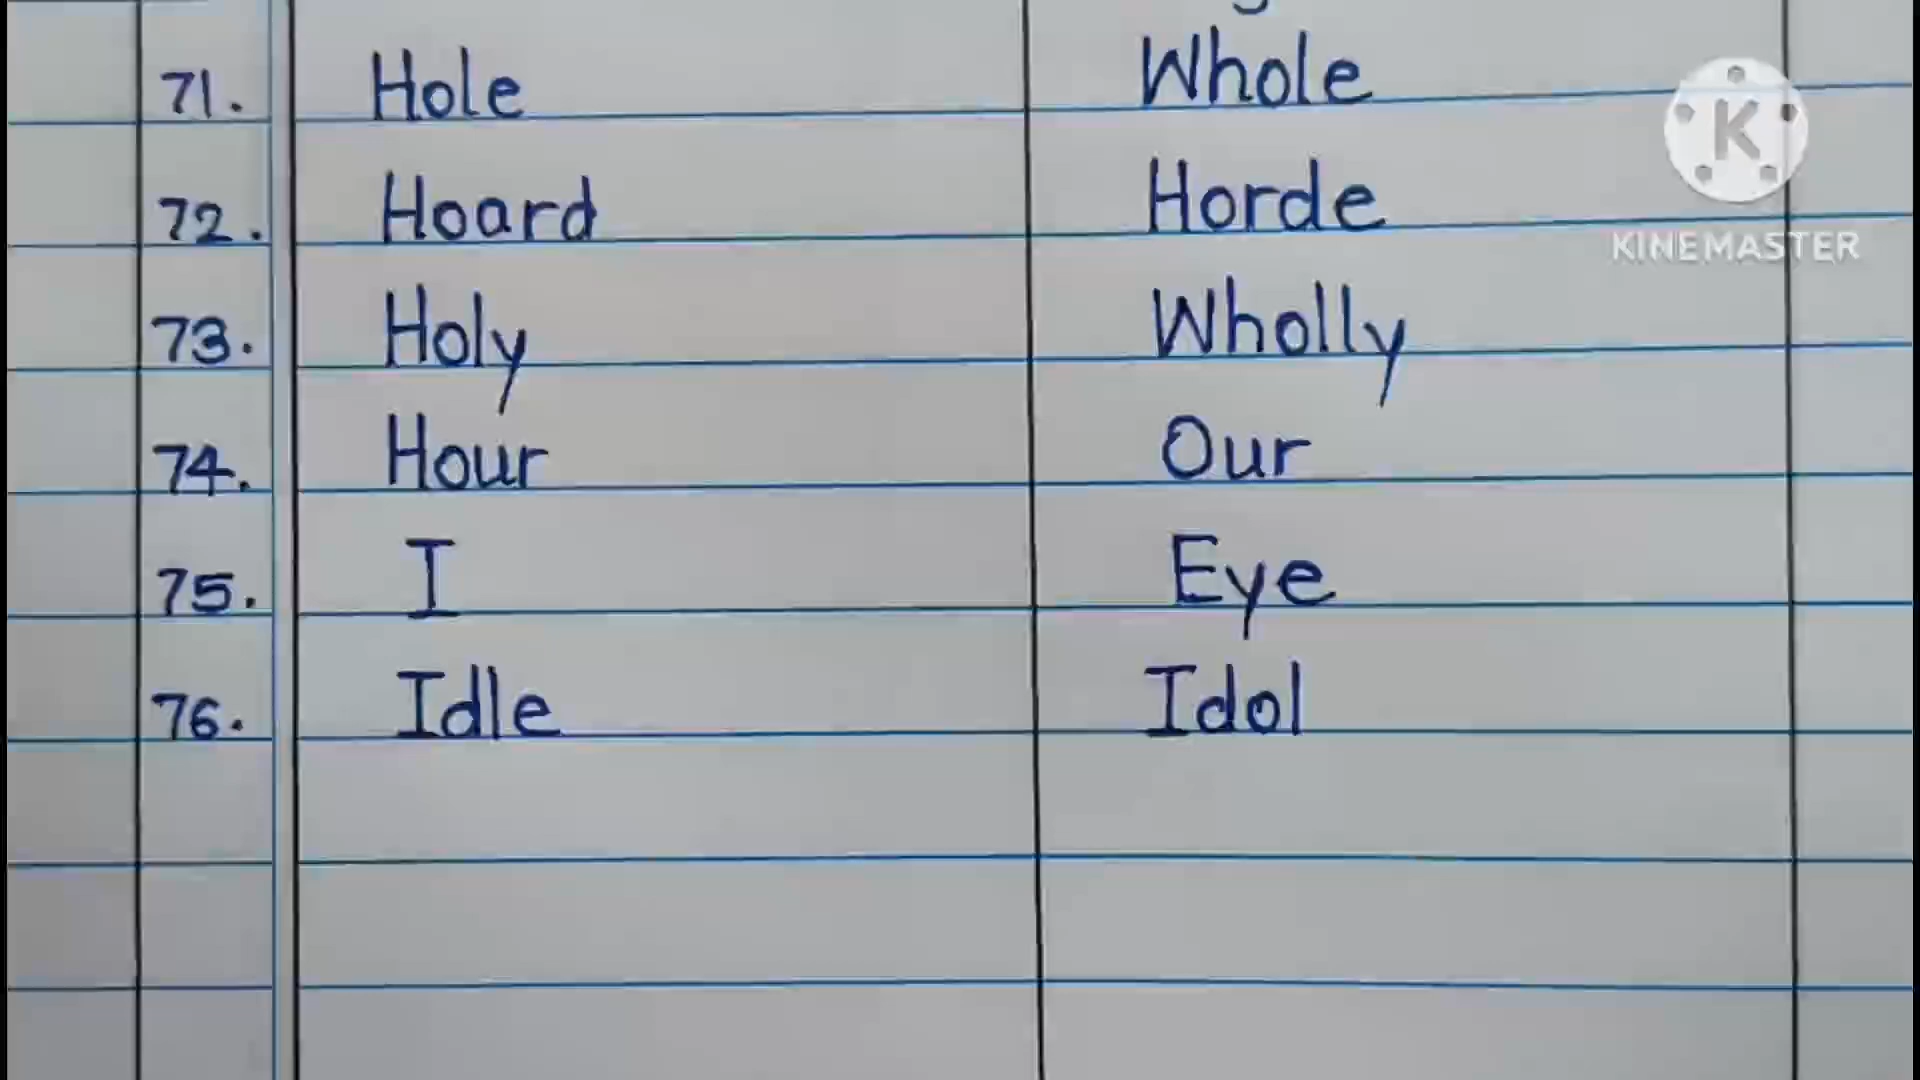 71. Hole Whole
72. Hoard Horde
73. Holy Wholly
74. Hour Our
75. I Eye
76. Idle Idol
K
KINEMASTER